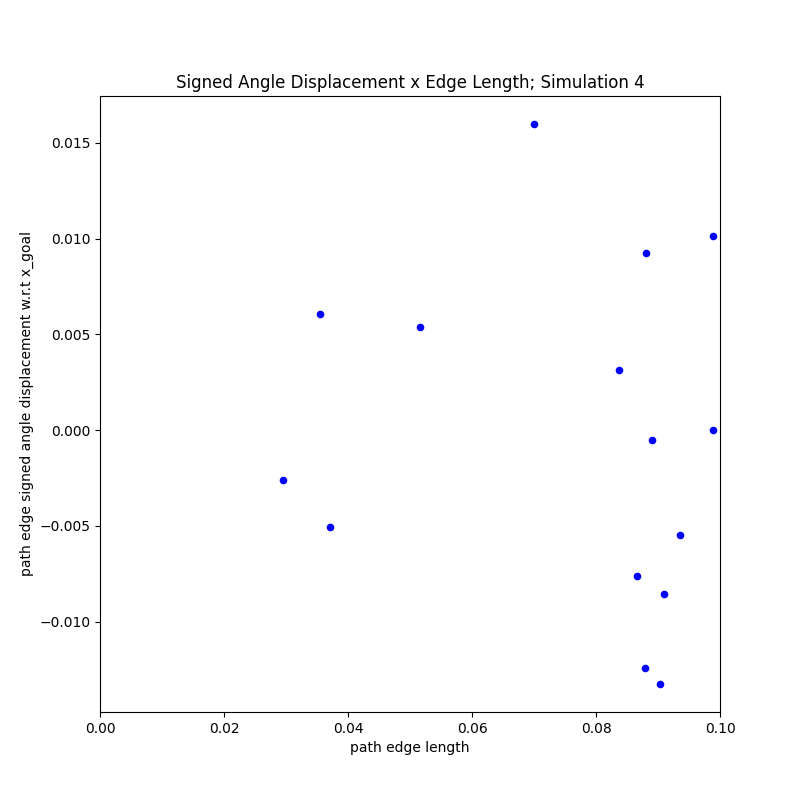 Signed Angle Displacement x Edge Length; Simulation 4
0.015
0.010
0.005
0.000
−0.005
−0.010
path edge signed angle displacement w.r.t x_goal
0.00 0.02 0.04 0.06 0.08 0.10
path edge length